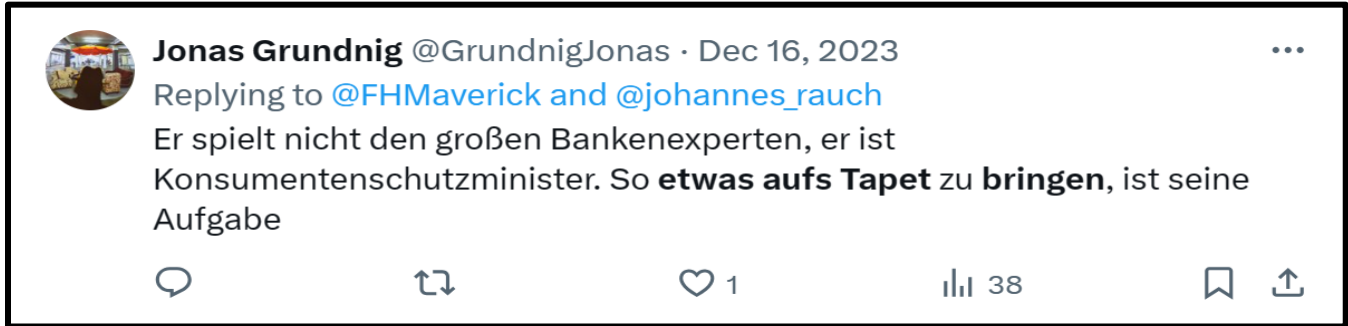 Jonas Grundnig @GrundnigJonas · Dec 16, 2023
Replying to @FHMaverick and @johannes_rauch
Er spielt nicht den großen Bankenexperten, er ist
Konsumentenschutzminister. So etwas aufs Tapet zu bringen, ist seine
Aufgabe
1 38